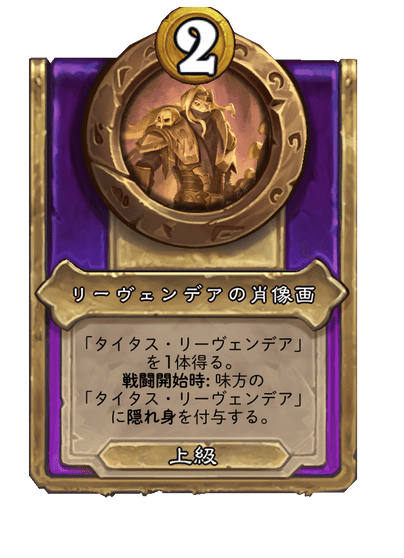 2
リーヴェンデアの肖像画
「タイタス・リーヴェンデア」
を1体得る。
戦闘開始時: 味方の
「タイタス・リーヴェンデア」
に隠れ身を付与する。
上級